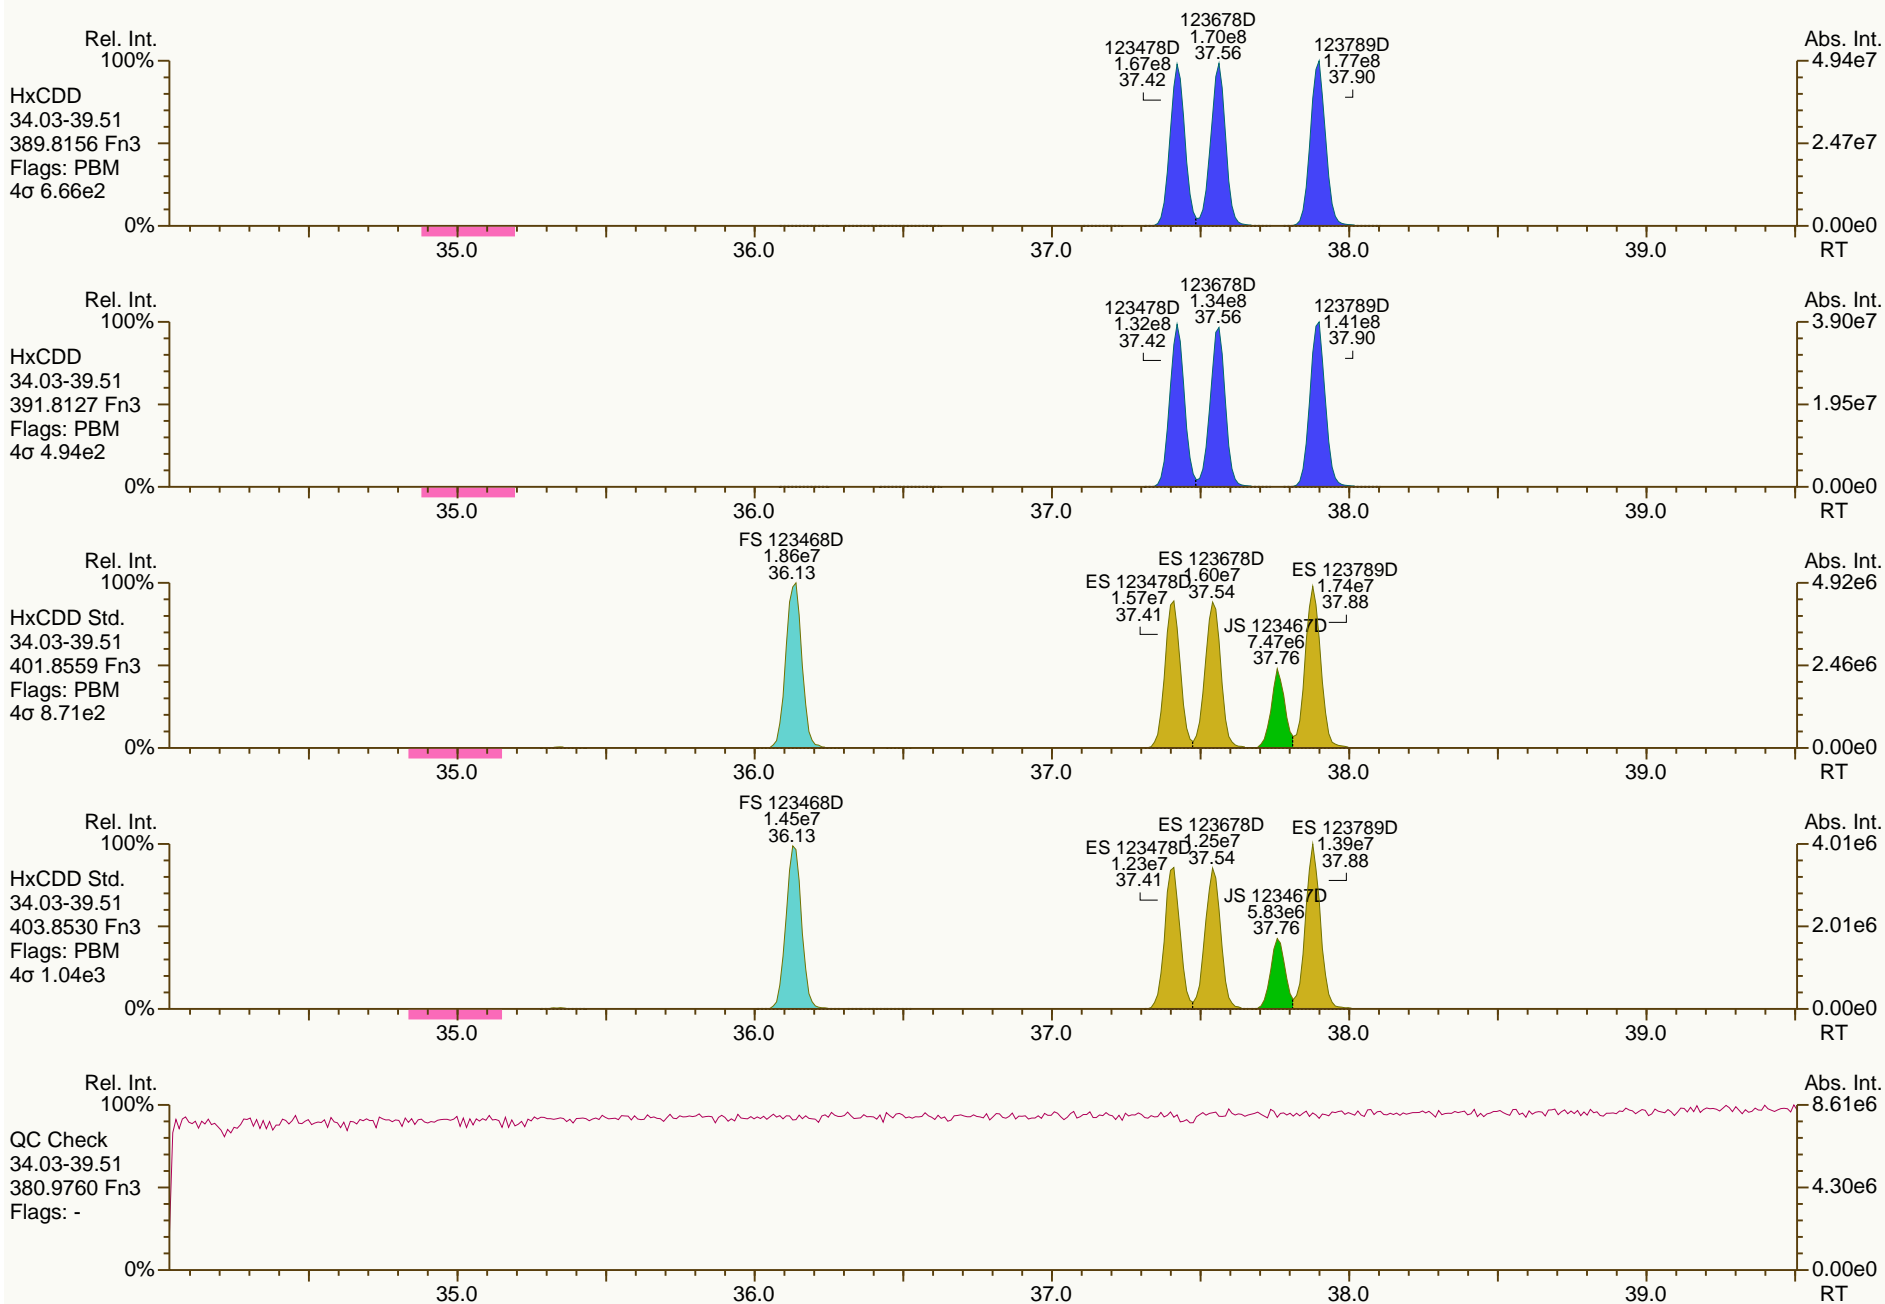 Rel. Int.
100%
0%
HxCDD
34.03-39.51
389.8156 Fn3
Flags: PBM
4σ 6.66e2
123478D
1.67e8
37.42
123678D
1.70e8
37.56
123789D
1.77e8
37.90
Abs. Int.
4.94e7
2.47e7
0.00e0
35.0 36.0 37.0 38.0 39.0 RT
Rel. Int.
100%
0%
HxCDD
34.03-39.51
391.8127 Fn3
Flags: PBM
4σ 4.94e2
123478D
1.32e8
37.42
123678D
1.34e8
37.56
123789D
1.41e8
37.90
Abs. Int.
3.90e7
1.95e7
0.00e0
35.0 36.0 37.0 38.0 39.0 RT
Rel. Int.
100%
0%
HxCDD Std.
34.03-39.51
401.8559 Fn3
Flags: PBM
4σ 8.71e2
FS 123468D
1.86e7
36.13
ES 123478D
1.57e7
37.41
ES 123678D
1.60e7
37.54
JS 123467D
7.47e6
37.76
ES 123789D
1.74e7
37.88
Abs. Int.
4.92e6
2.46e6
0.00e0
35.0 36.0 37.0 38.0 39.0 RT
Rel. Int.
100%
0%
HxCDD Std.
34.03-39.51
403.8530 Fn3
Flags: PBM
4σ 1.04e3
FS 123468D
1.45e7
36.13
ES 123478D
1.23e7
37.41
ES 123678D
1.25e7
37.54
JS 123467D
5.83e6
37.76
ES 123789D
1.39e7
37.88
Abs. Int.
4.01e6
2.01e6
0.00e0
35.0 36.0 37.0 38.0 39.0 RT
Rel. Int.
100%
0%
QC Check
34.03-39.51
380.9760 Fn3
Flags: -
Abs. Int.
8.61e6
4.30e6
0.00e0
35.0 36.0 37.0 38.0 39.0 RT